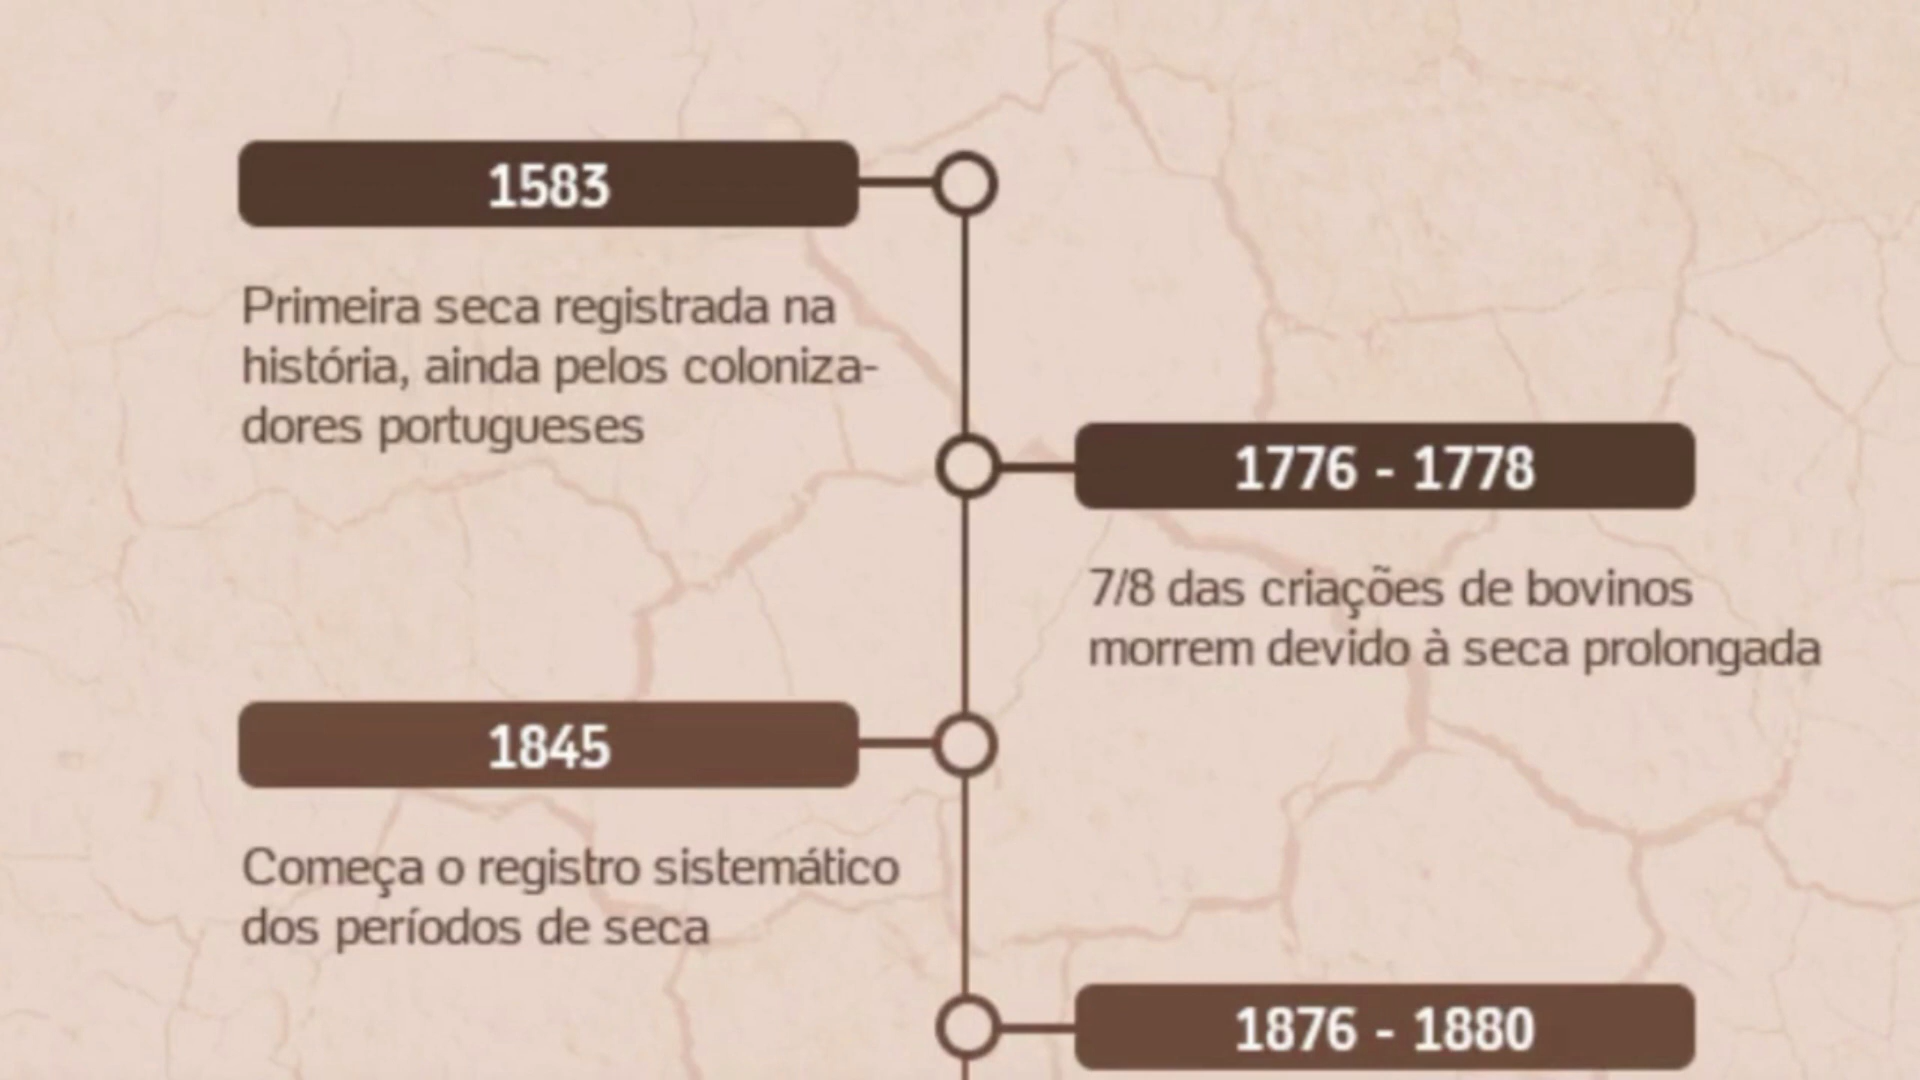 1583
Primeira seca registrada na
história, ainda pelos coloniza-
dores portugueses
1776 - 1778
7/8 das criações de bovinos
morrem devido à seca prolongada
1845
Começa o registro sistemático
dos períodos de seca
1876 - 1880